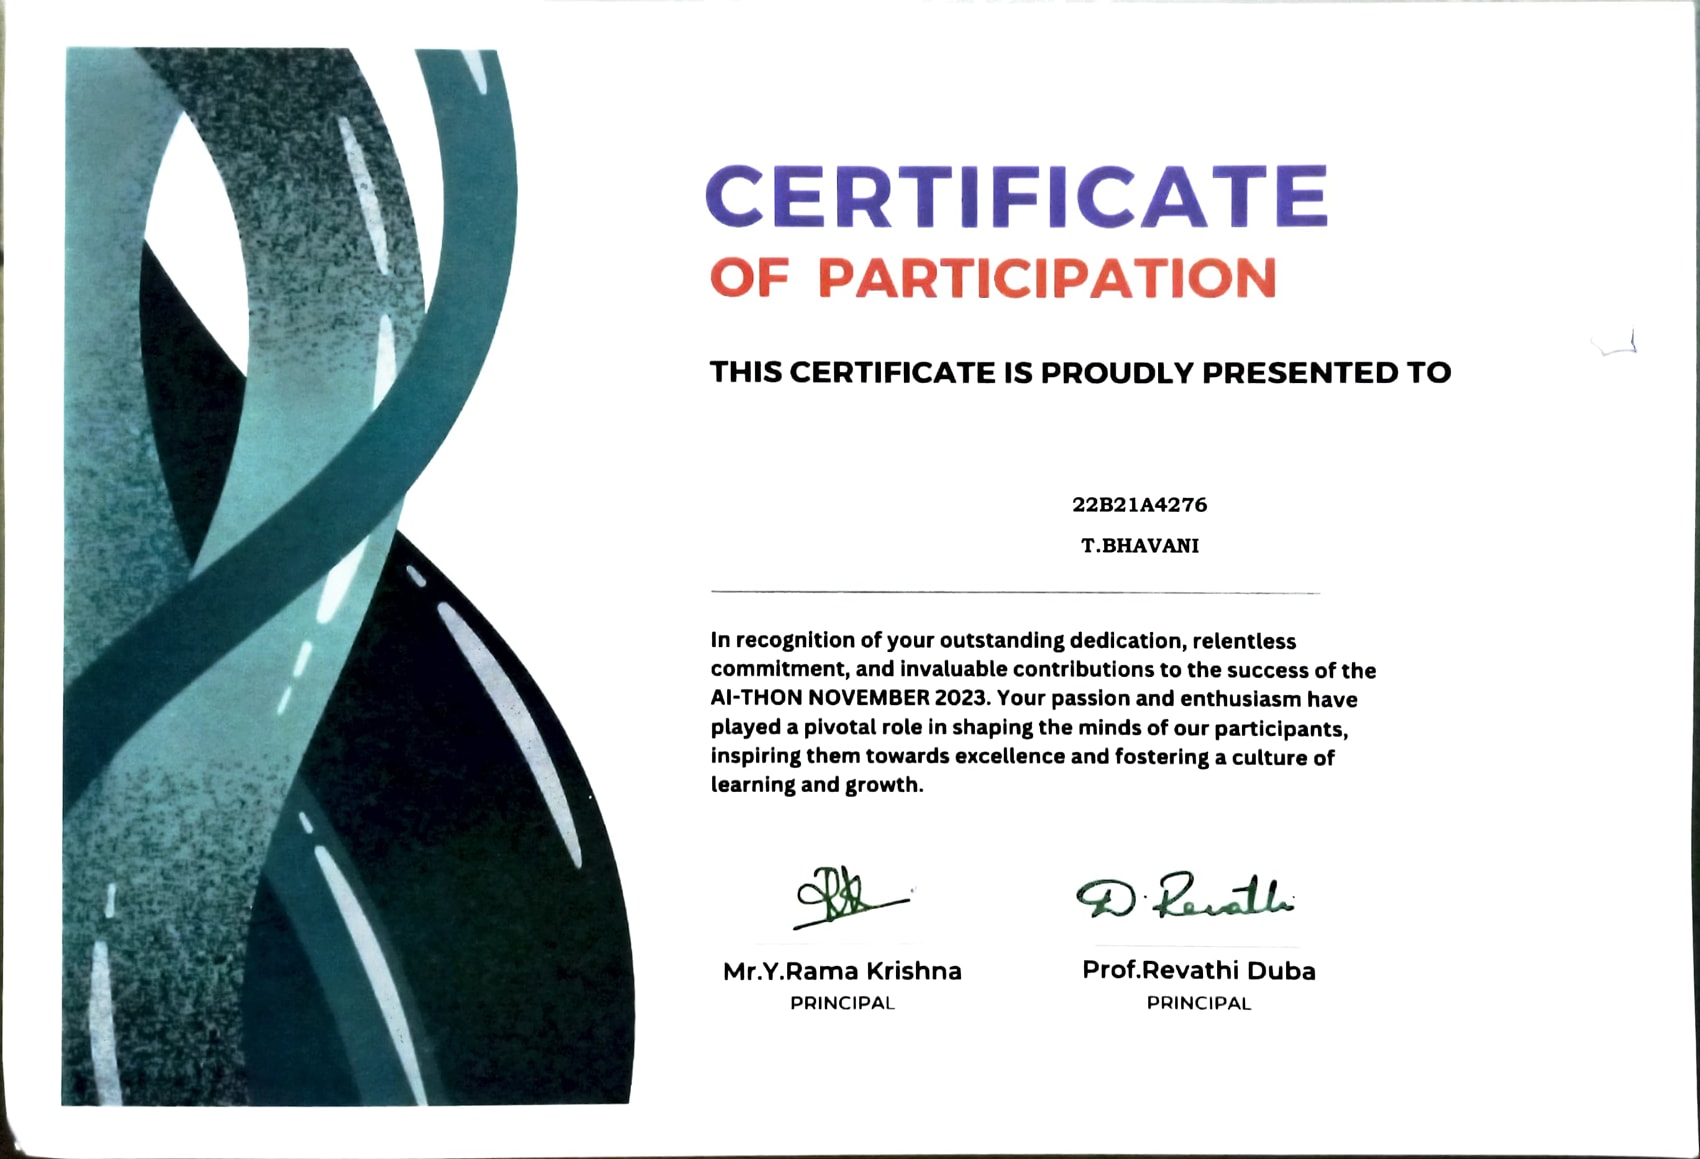 CERTIFICATE
OF PARTICIPATION
THIS CERTIFICATE IS PROUDLY PRESENTED TO
22B21A4276
T.BHAVANI
In recognition of your outstanding dedication, relentless
commitment, and invaluable contributions to the success of the
AI-THON NOVEMBER 2023. Your passion and enthusiasm have
played a pivotal role in shaping the minds of our participants,
inspiring them towards excellence and fostering a culture of
learning and growth.
D. Revathi
Mr.Y.Rama Krishna
Prof.Revathi Duba
PRINCIPAL
PRINCIPAL